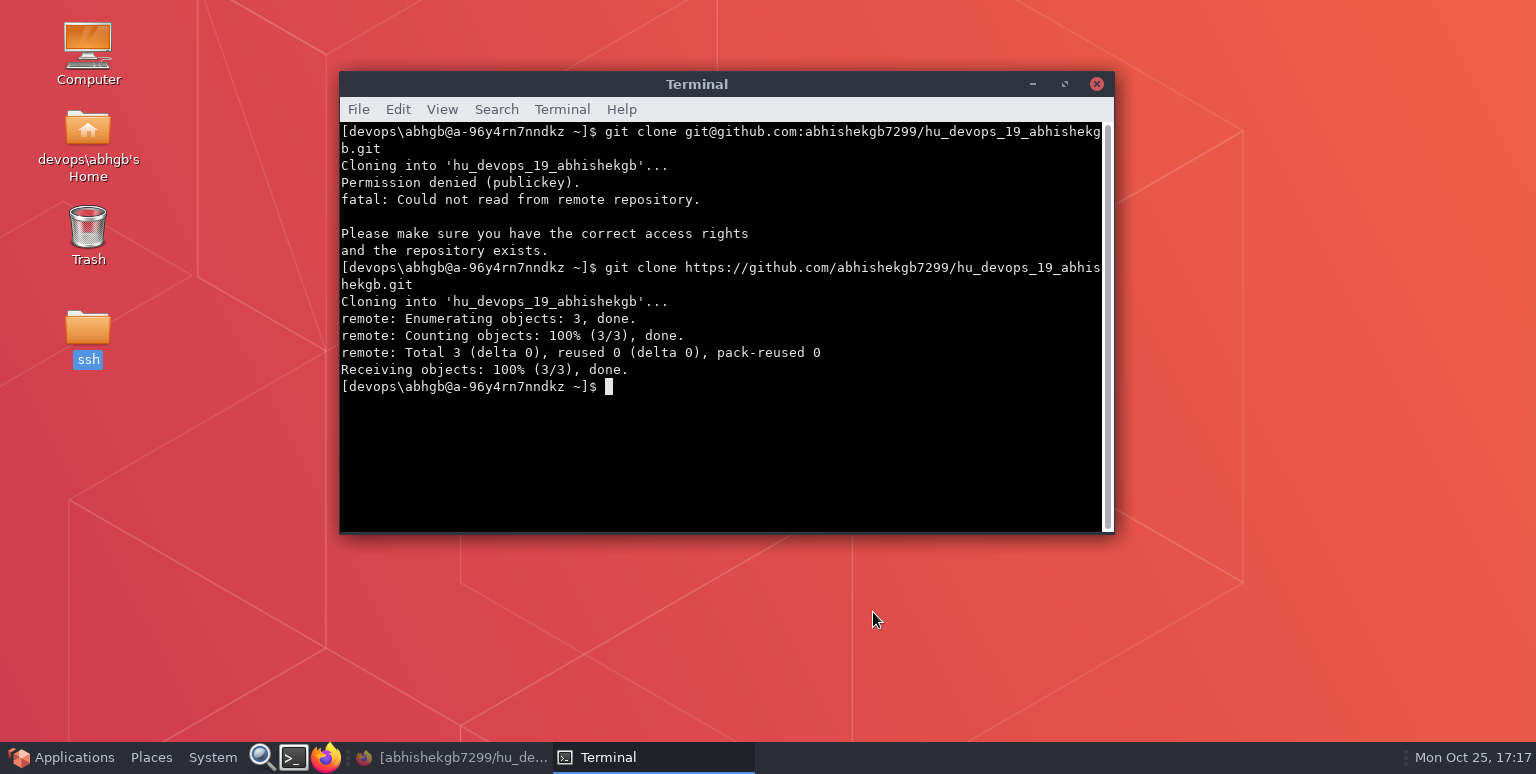 Computer
devops\abhgb's
Home
Trash
ssh
Terminal
File Edit View Search Terminal Help
[devops\abhgb@a-96y4rn7nndkz ~]$ git clone git@github.com:abhishekgb7299/hu_devops_19_abhishekg
b.git
Cloning into 'hu_devops_19_abhishekgb'...
Permission denied (publickey).
fatal: Could not read from remote repository.
Please make sure you have the correct access rights
and the repository exists.
[devops\abhgb@a-96y4rn7nndkz ~]$ git clone https://github.com/abhishekgb7299/hu_devops_19_abhis
hekgb.git
Cloning into 'hu_devops_19_abhishekgb'...
remote: Enumerating objects: 3, done.
remote: Counting objects: 100% (3/3), done.
remote: Total 3 (delta 0), reused 0 (delta 0), pack-reused 0
Receiving objects: 100% (3/3), done.
[devops\abhgb@a-96y4rn7nndkz ~]$
Applications Places System >_ [abhishekgb7299/hu_de... Terminal Mon Oct 25, 17:17